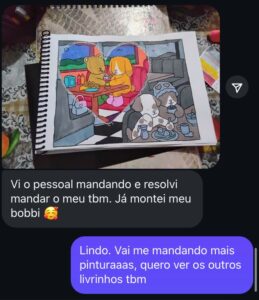 Vi o pessoal mandando e resolvi
mandar o meu tbm. Já montei meu
bobbi 🥰
Lindo. Vai me mandando mais
pinturaaas, quero ver os outros
livrinhos tbm